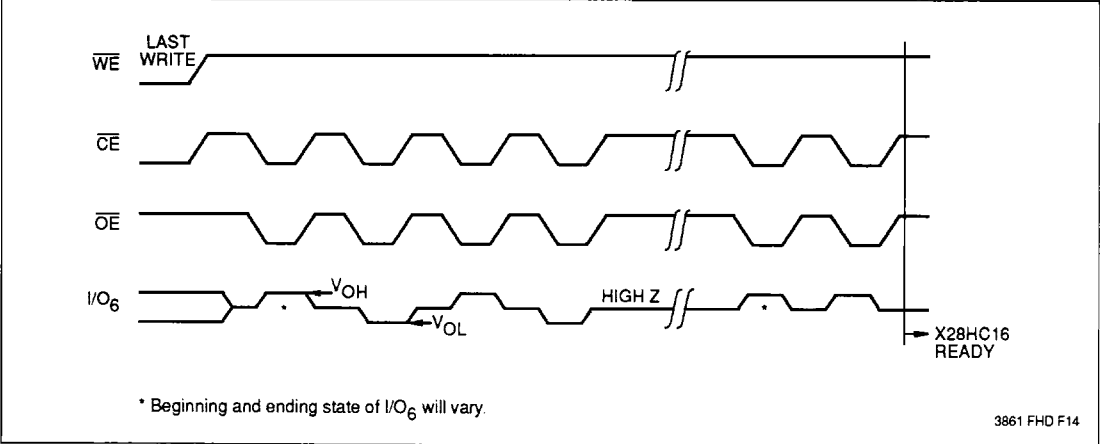 LAST
WRITE
WE
CE
OE
I/O6
VOH
*
VOL
HIGH Z
*
X28HC16
READY
* Beginning and ending state of I/O6 will vary.
3861 FHD F14